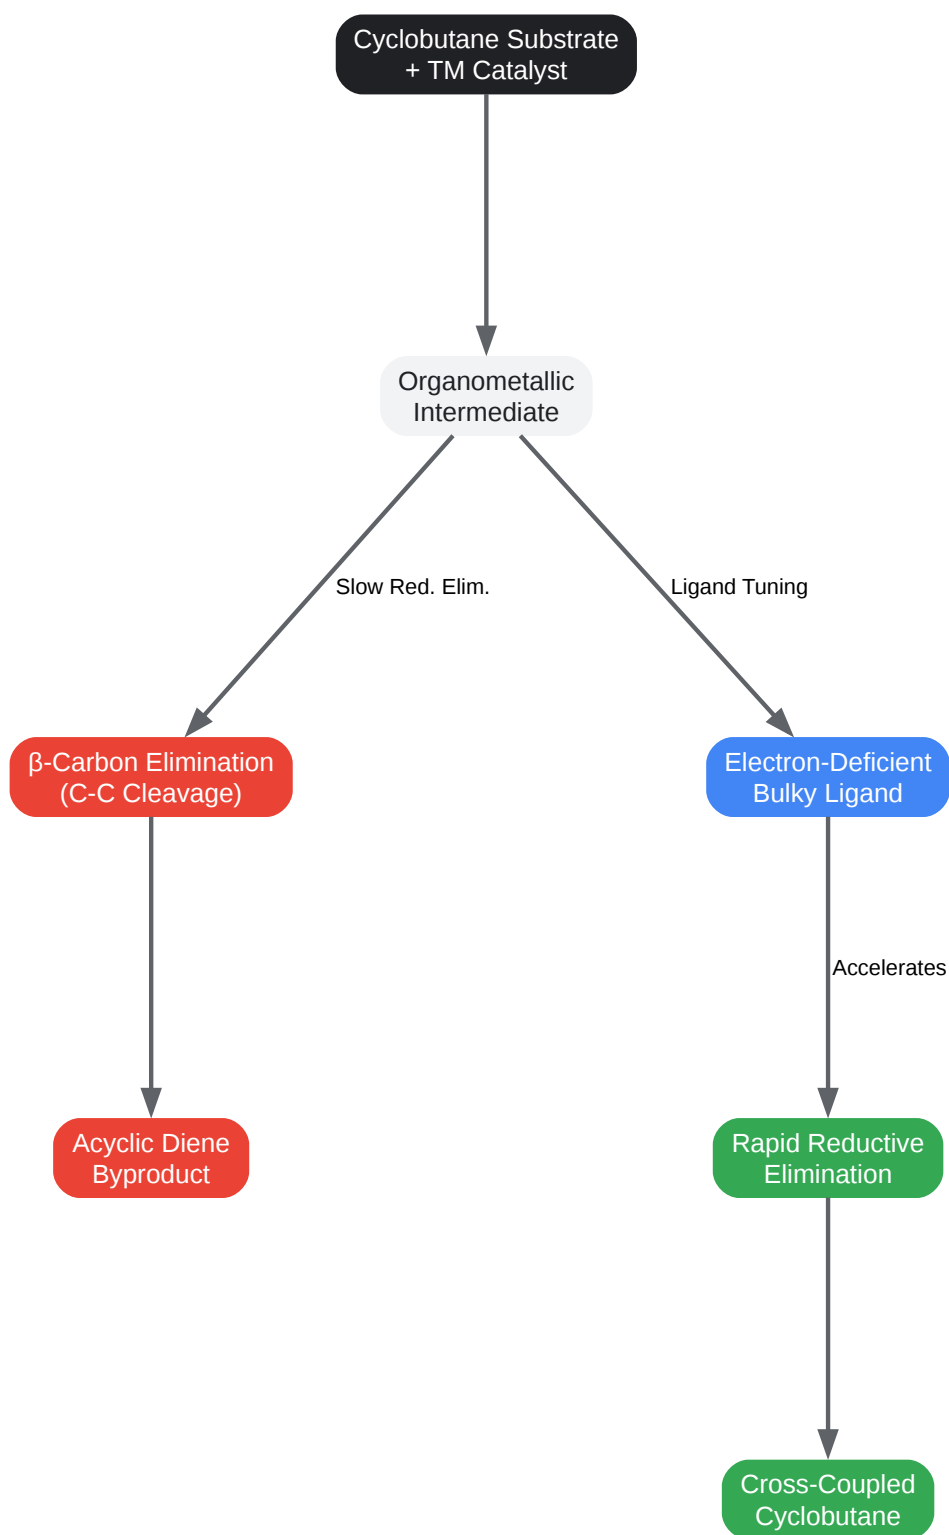 Cyclobutane Substrate
+ TM Catalyst
Organometallic
Intermediate
Slow Red. Elim.
Ligand Tuning
β-Carbon Elimination
(C-C Cleavage)
Electron-Deficient
Bulky Ligand
Accelerates
Acyclic Diene
Byproduct
Rapid Reductive
Elimination
Cross-Coupled
Cyclobutane